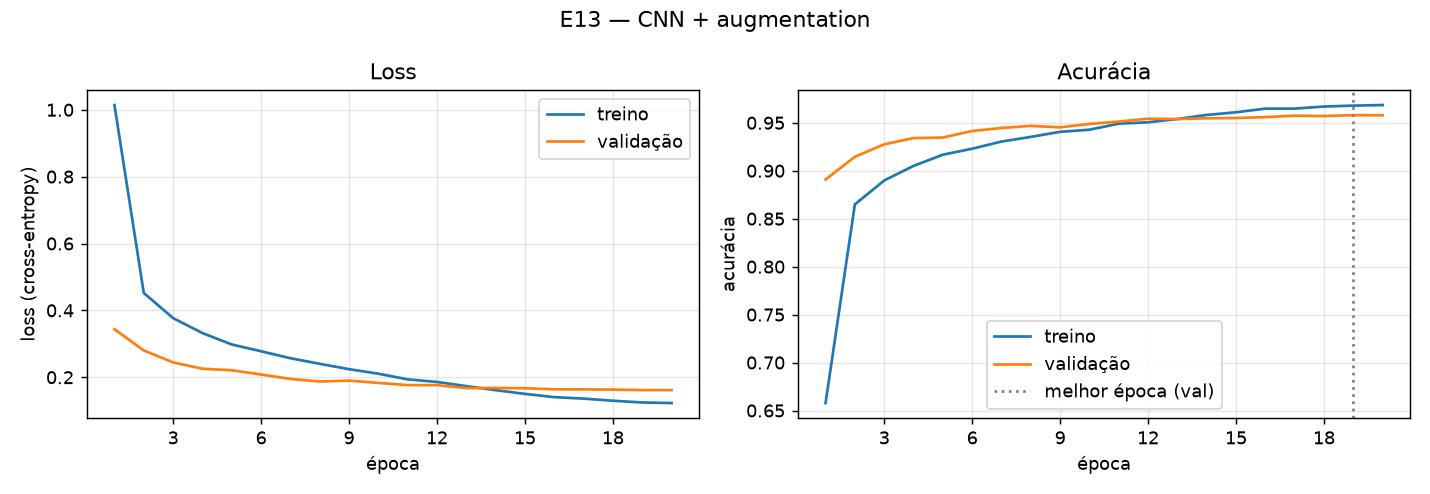 E13 — CNN + augmentation
Loss
loss (cross-entropy)
1.0
0.8
0.6
0.4
0.2
3 6 9 12 15 18
época
treino
validação
Acurácia
acurácia
0.95
0.90
0.85
0.80
0.75
0.70
0.65
3 6 9 12 15 18
época
treino
validação
melhor época (val)